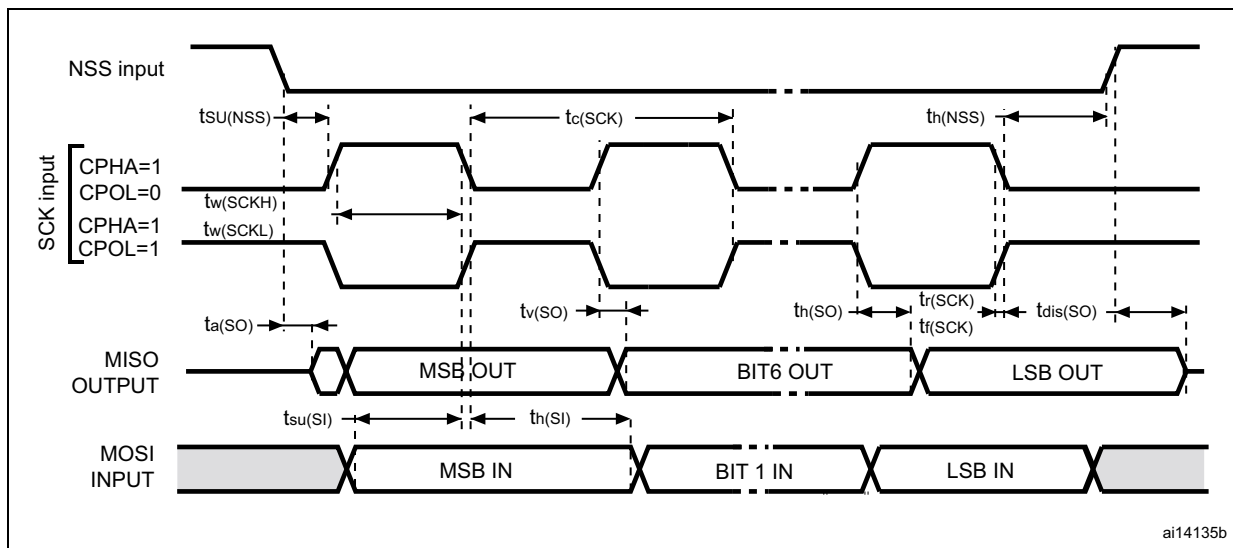 NSS input
tSU(NSS)
tc(SCK)
th(NSS)
SCK input
CPHA=1
CPOL=0
tw(SCKH)
CPHA=1
tw(SCKL)
CPOL=1
ta(SO)
tv(SO)
th(SO)
tr(SCK)
tf(SCK)
tdis(SO)
MISO
OUTPUT
MSB OUT
BIT6 OUT
LSB OUT
tsu(SI)
th(SI)
MOSI
INPUT
MSB IN
BIT 1 IN
LSB IN
ai14135b